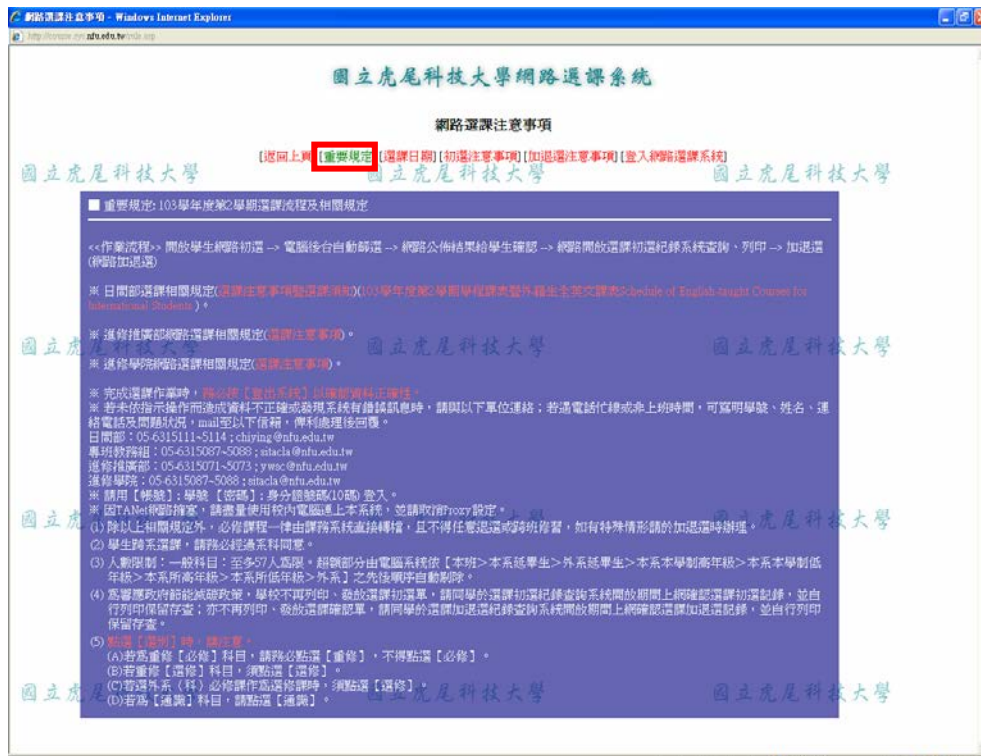 網路選課注意事項 - Windows Internet Explorer
nfu.edu.tw
國立虎尾科技大學網路選課系統
網路選課注意事項
[返回上頁] [重要規定] [選課日期] [初選注意事項] [加退選注意事項] [登入網路選課系統]
國立虎尾科技大學 國立虎尾科技大學 國立虎尾科技大學
■ 重要規定: 103學年度第2學期選課流程及相關規定
<<作業流程>> 開放學生網路初選 --> 電腦後台自動篩選 --> 網路公佈結果給學生確認 --> 網路開放選課初選紀錄系統查詢、列印 --> 加退選
(網路加退選)
※ 日間部選課相關規定(選課注意事項暨選課須知)(103學年度第2學期學程課表暨外籍生全英文課表Schedule of English-taught Courses for
International Students )。
※ 進修推廣部網路選課相關規定(選課注意事項)。
國立虎尾科技大學 國立虎尾科技大學 國立虎尾科技大學
※ 進修學院網路選課相關規定(選課注意事項)。
※ 完成選課作業時，務必按【登出系統】以確認資料正確性。
※ 若未依指示操作而造成資料不正確或發現系統有錯誤訊息時，請與以下單位連絡；若遇電話忙線或非上班時間，可寫明學號、姓名、連
絡電話及問題狀況，mail至以下信箱，俾利處理後回覆。
日間部：05-6315111~5114 ; chiying@nfu.edu.tw
專班教務組：05-6315087~5088 ; sitacla@nfu.edu.tw
進修推廣部：05-6315071~5073 ; ywsc@nfu.edu.tw
進修學院：05-6315087~5088 ; sitacla@nfu.edu.tw
※ 請用【帳號】: 學號 【密碼】: 身分證號碼(10碼) 登入。
※ 因TANet網路擁塞，請盡量使用校內電腦連上本系統，並請取消Proxy設定。
國立虎尾科技大學 國立虎尾科技大學 國立虎尾科技大學
(1) 除以上相關規定外，必修課程一律由課務系統直接轉檔，且不得任意退選或跨班修習，如有特殊情形請於加退選時辦理。
(2) 學生跨系選課，請務必經過系科同意。
(3) 人數限制：一般科目：至多57人為限。超額部分由電腦系統依【本班>本系延畢生>外系延畢生>本系本學制高年級>本系本學制低
年級>本系所高年級>本系所低年級>外系】之先後順序自動剔除。
(4) 為響應政府節能減碳政策，學校不再列印、發放選課初選單，請同學於選課初選紀錄查詢系統開放期間上網確認選課初選記錄，並自
行列印保留存查；亦不再列印、發放選課確認單，請同學於選課加退選紀錄查詢系統開放期間上網確認選課加退選記錄，並自行列印
保留存查。
(5) 點選【選別】時，請注意。
(A)若為重修【必修】科目，請務必點選【重修】，不得點選【必修】。
(B)若重修【選修】科目，須點選【選修】。
(C)若選外系（科）必修課作為選修課時，須點選【選修】。
國立虎尾科技大學 國立虎尾科技大學 國立虎尾科技大學
(D)若為【通識】科目，請點選【通識】。